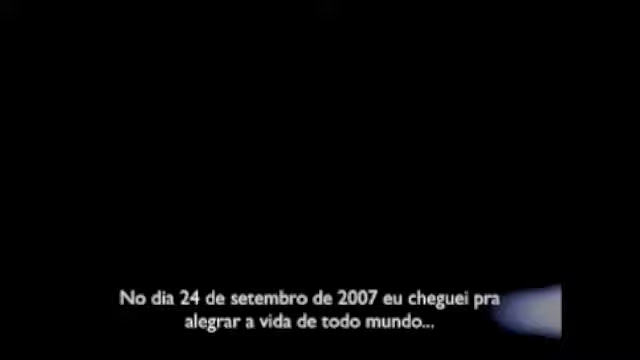 No dia 24 de setembro de 2007 eu cheguei pra
alegrar a vida de todo mundo...